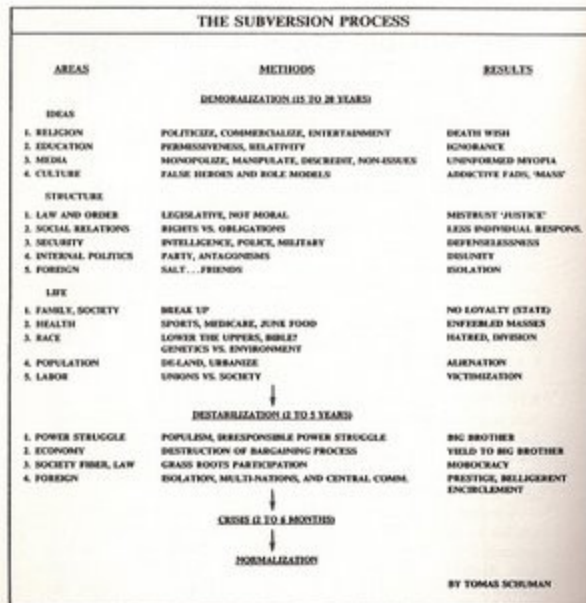 THE SUBVERSION PROCESS
AREAS METHODS RESULTS
DEMORALIZATION (15 TO 20 YEARS)
IDEAS
1. RELIGION POLITICIZE, COMMERCIALIZE, ENTERTAINMENT DEATH WISH
2. EDUCATION PERMISSIVENESS, RELATIVITY IGNORANCE
3. MEDIA MONOPOLIZE, MANIPULATE, DISCREDIT, NON-ISSUES UNINFORMED MYOPIA
4. CULTURE FALSE HEROES AND ROLE MODELS ADDICTIVE FADS, 'MASS'
STRUCTURE
1. LAW AND ORDER LEGISLATIVE, NOT MORAL MISTRUST 'JUSTICE'
2. SOCIAL RELATIONS RIGHTS VS. OBLIGATIONS LESS INDIVIDUAL RESPONS.
3. SECURITY INTELLIGENCE, POLICE, MILITARY DEFENSELESSNESS
4. INTERNAL POLITICS PARTY, ANTAGONISMS DISUNITY
5. FOREIGN SALT...FRIENDS ISOLATION
LIFE
1. FAMILY, SOCIETY BREAK UP NO LOYALTY (STATE)
2. HEALTH SPORTS, MEDICARE, JUNK FOOD ENFEEBLED MASSES
3. RACE LOWER THE UPPERS, BIBLE? HATRED, DIVISION
GENETICS VS. ENVIRONMENT
4. POPULATION DE-LAND, URBANIZE ALIENATION
5. LABOR UNIONS VS. SOCIETY VICTIMIZATION
DESTABILIZATION (2 TO 5 YEARS)
1. POWER STRUGGLE POPULISM, IRRESPONSIBLE POWER STRUGGLE BIG BROTHER
2. ECONOMY DESTRUCTION OF BARGAINING PROCESS YIELD TO BIG BROTHER
3. SOCIETY FIBER, LAW GRASS ROOTS PARTICIPATION MOBOCRACY
4. FOREIGN ISOLATION, MULTI-NATIONS, AND CENTRAL COMM. PRESTIGE, BELLIGERENT
ENCIRCLEMENT
CRISIS (2 TO 6 MONTHS)
NORMALIZATION
BY TOMAS SCHUMAN